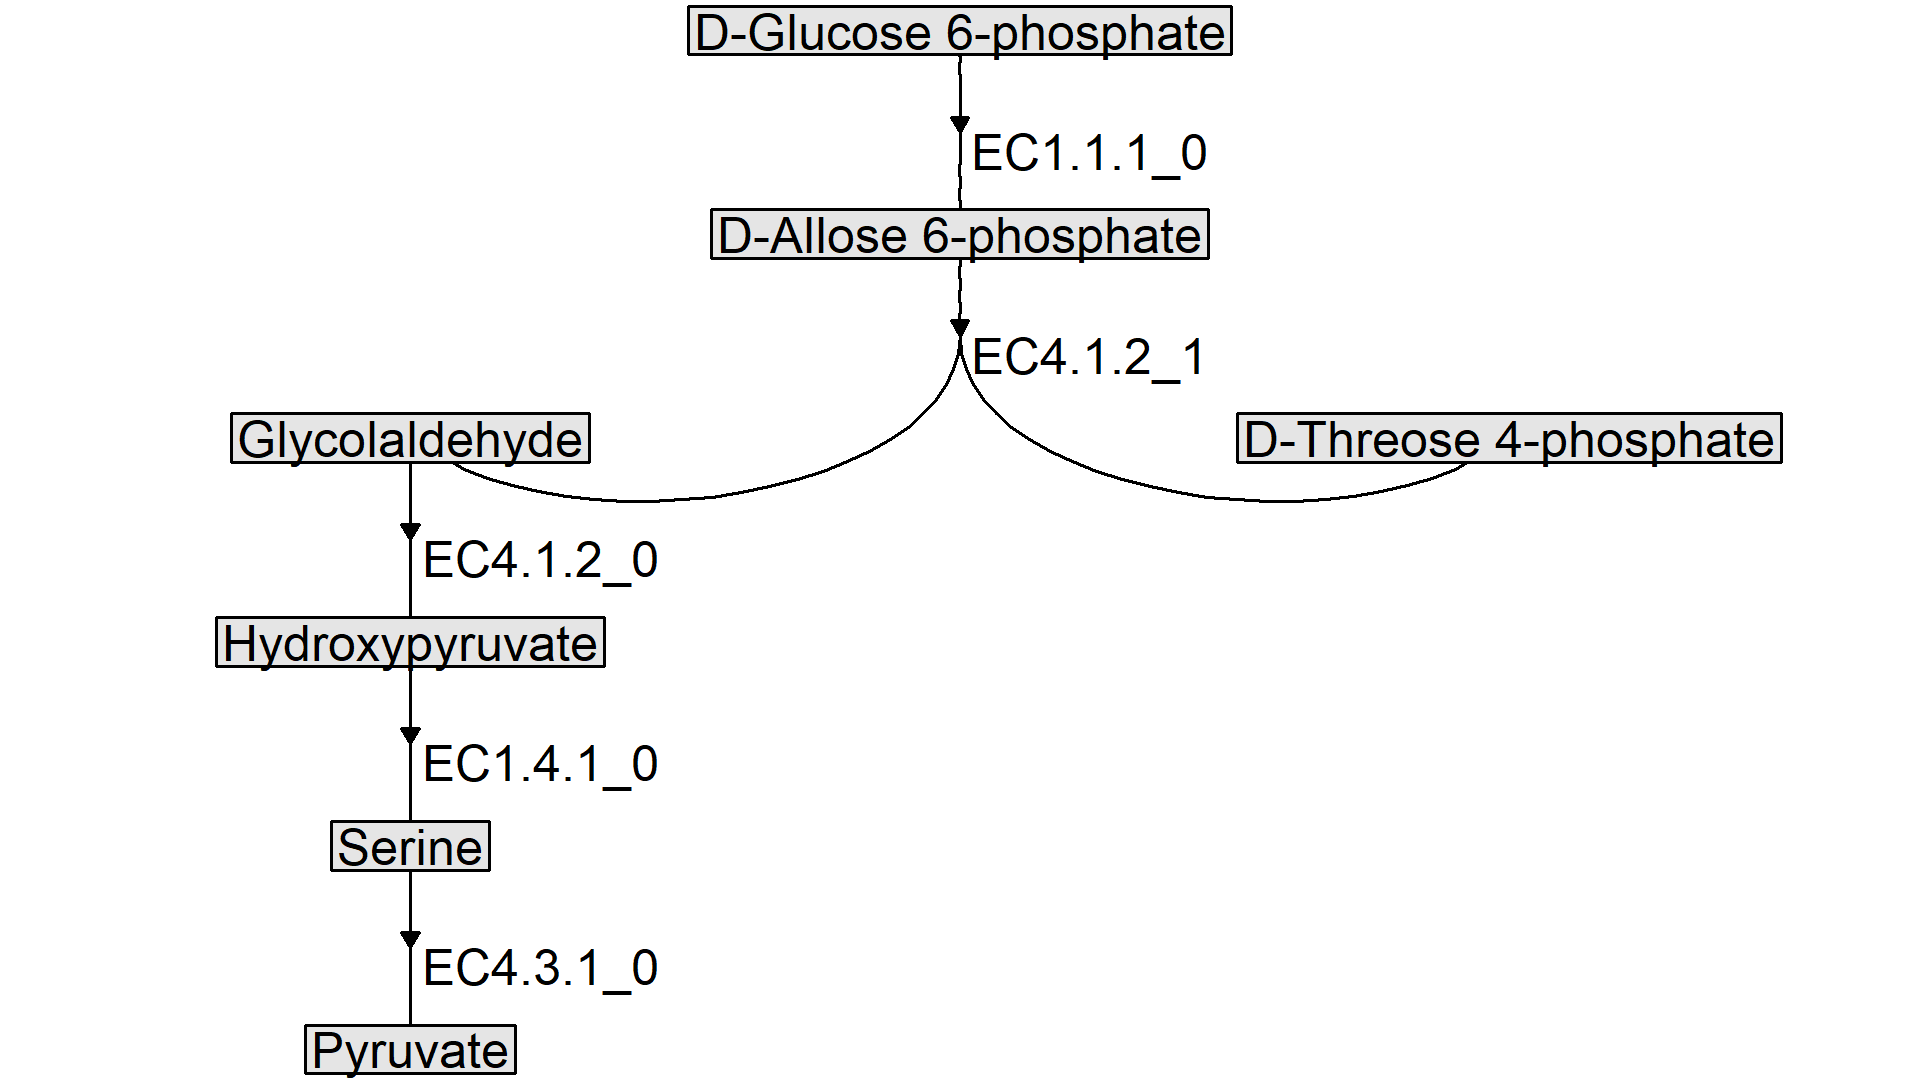 D-Glucose 6-phosphate
EC1.1.1_0
D-Allose 6-phosphate
EC4.1.2_1
Glycolaldehyde
D-Threose 4-phosphate
EC4.1.2_0
Hydroxypyruvate
EC1.4.1_0
Serine
EC4.3.1_0
Pyruvate